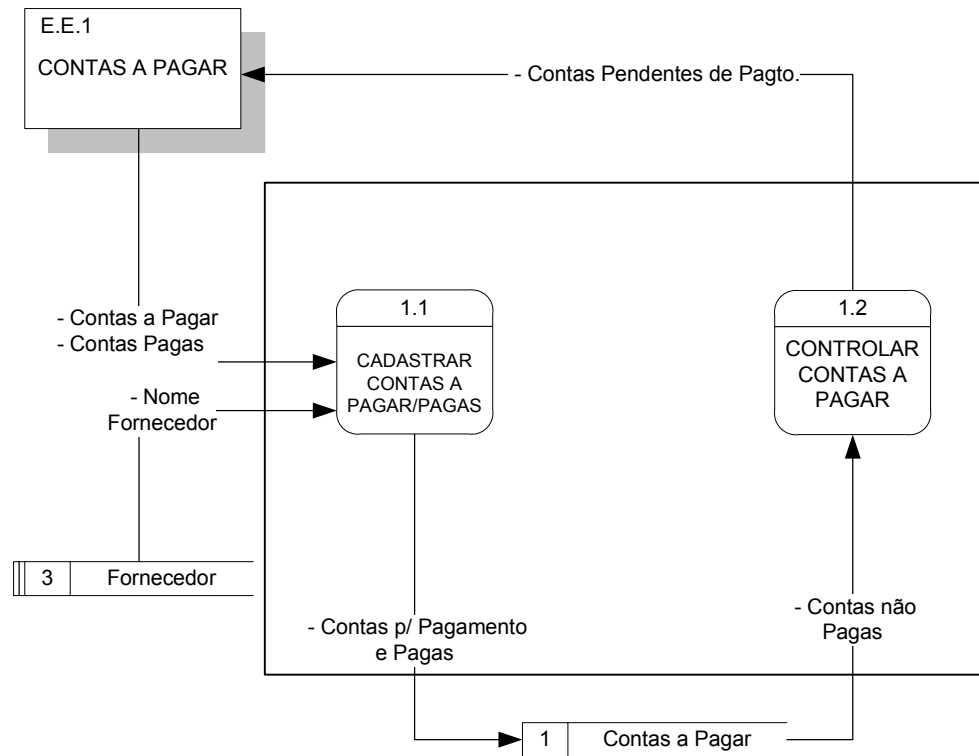 E.E.1
CONTAS A PAGAR
- Contas Pendentes de Pagto.
- Contas a Pagar
- Contas Pagas
- Nome
Fornecedor
1.1
CADASTRAR
CONTAS A
PAGAR/PAGAS
1.2
CONTROLAR
CONTAS A
PAGAR
3
Fornecedor
- Contas p/ Pagamento
e Pagas
- Contas não
Pagas
1
Contas a Pagar